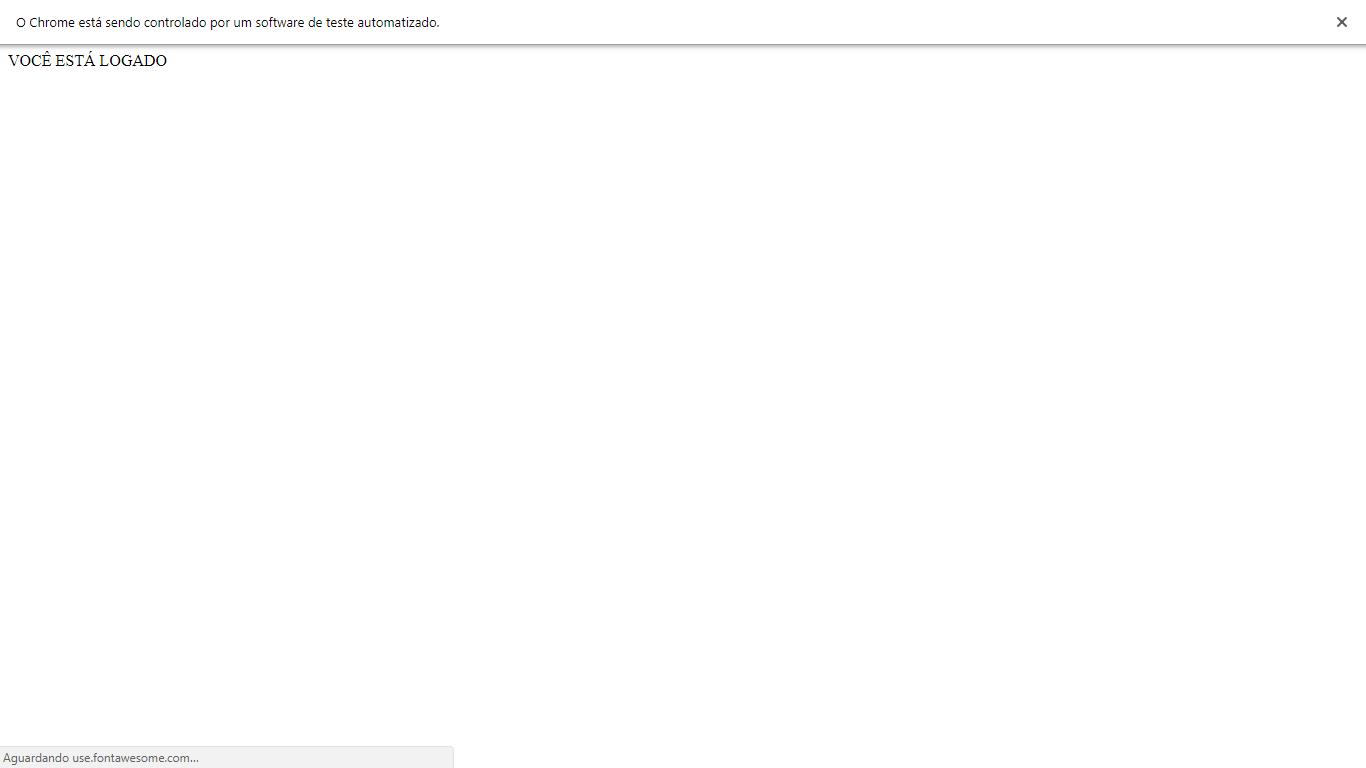 O Chrome está sendo controlado por um software de teste automatizado.
VOCÊ ESTÁ LOGADO
Aguardando use.fontawesome.com...